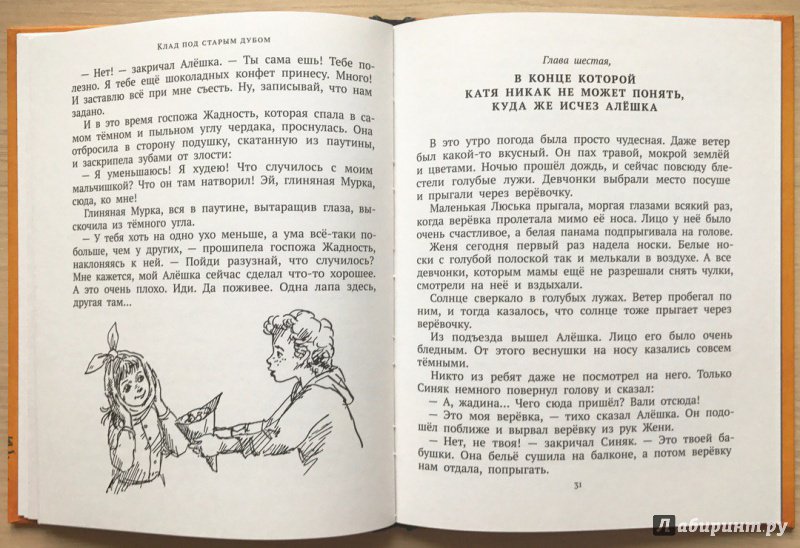 Клад под старым дубом
— Нет! — закричал Алёшка. — Ты сама ешь! Тебе по-
лезно. Я тебе ещё шоколадных конфет принесу. Много!
И заставлю всё при мне съесть. Ну, записывай, что нам
задано.
И в это время госпожа Жадность, которая спала в са-
мом тёмном и пыльном углу чердака, проснулась. Она
отбросила в сторону подушку, скатанную из паутины,
и заскрипела зубами от злости:
— Я уменьшаюсь! Я худею! Что случилось с моим
мальчишкой? Что он там натворил! Эй, глиняная Мурка,
сюда, ко мне!
Глиняная Мурка, вся в паутине, вытаращив глаза, вы-
скочила из тёмного угла.
— У тебя хоть на одно ухо меньше, а ума всё-таки по-
больше, чем у других, — прошипела госпожа Жадность,
наклоняясь к ней. — Пойди разузнай, что случилось?
Мне кажется, мой Алёшка сейчас сделал что-то хорошее.
А это очень плохо. Иди. Да поживее. Одна лапа здесь,
другая там...
Глава шестая,
В КОНЦЕ КОТОРОЙ
КАТЯ НИКАК НЕ МОЖЕТ ПОНЯТЬ,
КУДА ЖЕ ИСЧЕЗ АЛЁШКА
В это утро погода была просто чудесная. Даже ветер
был какой-то вкусный. Он пах травой, мокрой землёй
и цветами. Ночью прошёл дождь, и сейчас повсюду бле-
стели голубые лужи. Девчонки выбрали место посуше
и прыгали через верёвочку.
Маленькая Люська прыгала, моргая глазами всякий раз,
когда верёвка пролетала мимо её носа. Лицо у неё было
очень счастливое, а белая панама подпрыгивала на голове.
Женя сегодня первый раз надела носки. Белые но-
ски с голубой полоской так и мелькали в воздухе. А все
девчонки, которым мамы ещё не разрешали снять чулки,
смотрели на неё и вздыхали.
Солнце сверкало в голубых лужах. Ветер пробегал по
ним, и тогда казалось, что солнце тоже прыгает через
верёвочку.
Из подъезда вышел Алёшка. Лицо его было очень
бледным. От этого веснушки на носу казались совсем
тёмными.
Никто из ребят даже не посмотрел на него. Только
Синяк немного повернул голову и сказал:
— А, жадина... Чего сюда пришёл? Вали отсюда!
— Это моя верёвка, — тихо сказал Алёшка. Он подо-
шёл поближе и вырвал верёвку из рук Жени.
— Нет, не твоя! — закричал Синяк. — Это твоей ба-
бушки. Она бельё сушила на балконе, а потом верёвку
нам отдала, попрыгать.
31
Лабиринт.ру